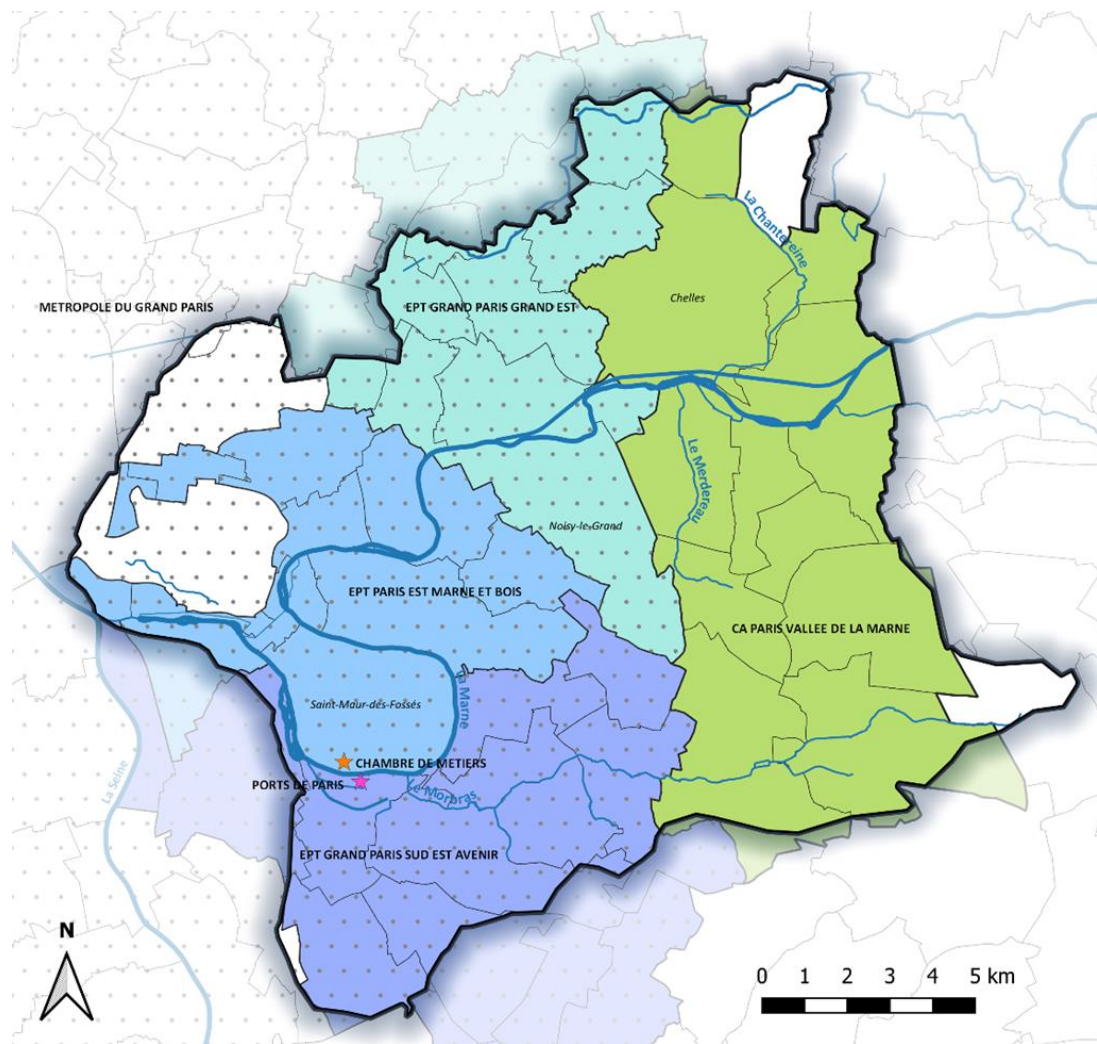 La Chantereine
Chelles
METROPOLE DU GRAND PARIS
EPT GRAND PARIS GRAND EST
Le Merdereau
Noisy-le-Grand
EPT PARIS EST MARNE ET BOIS
CA PARIS VALLEE DE LA MARNE
Saint-Maur-des-Fossés
La Marne
CHAMBRE DE METIERS
PORTS DE PARIS
Le Morbras
La Seine
EPT GRAND PARIS SUD EST AVENIR
N
0 1 2 3 4 5 km